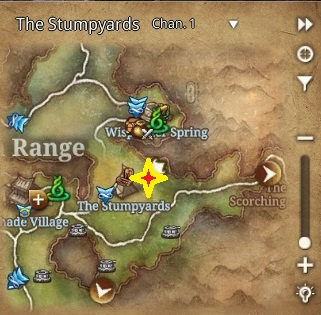 The Stumpyards Chan. 1
Spring
Range
The Stumpyards
ade Village
The
Scorching